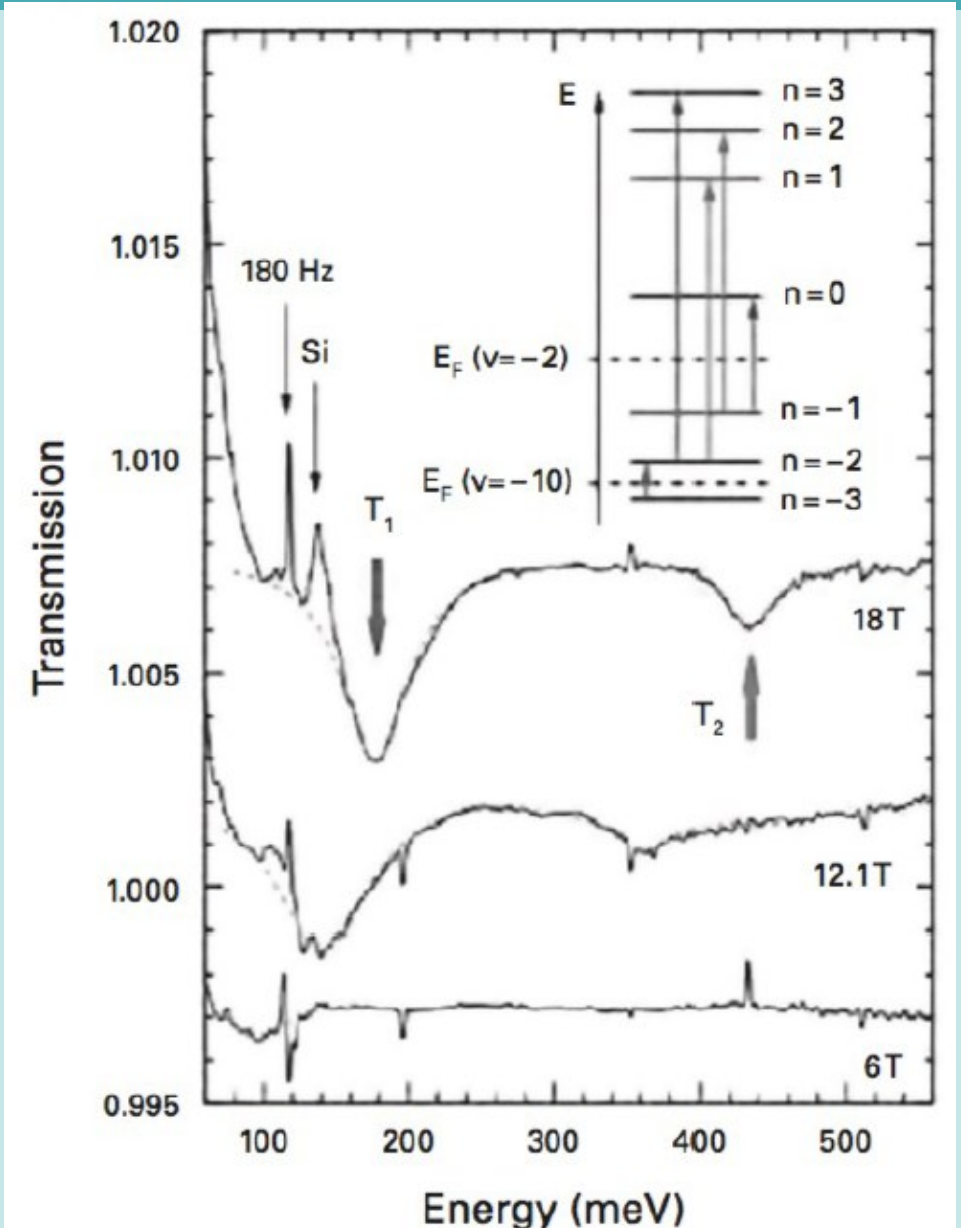 1.020
1.015
1.010
1.005
1.000
0.995
Transmission
E
n=3
n=2
n=1
n=0
E_F (ν=−2)
n=−1
n=−2
E_F (ν=−10)
n=−3
180 Hz
Si
T₁
18T
T₂
12.1T
6T
100 200 300 400 500
Energy (meV)